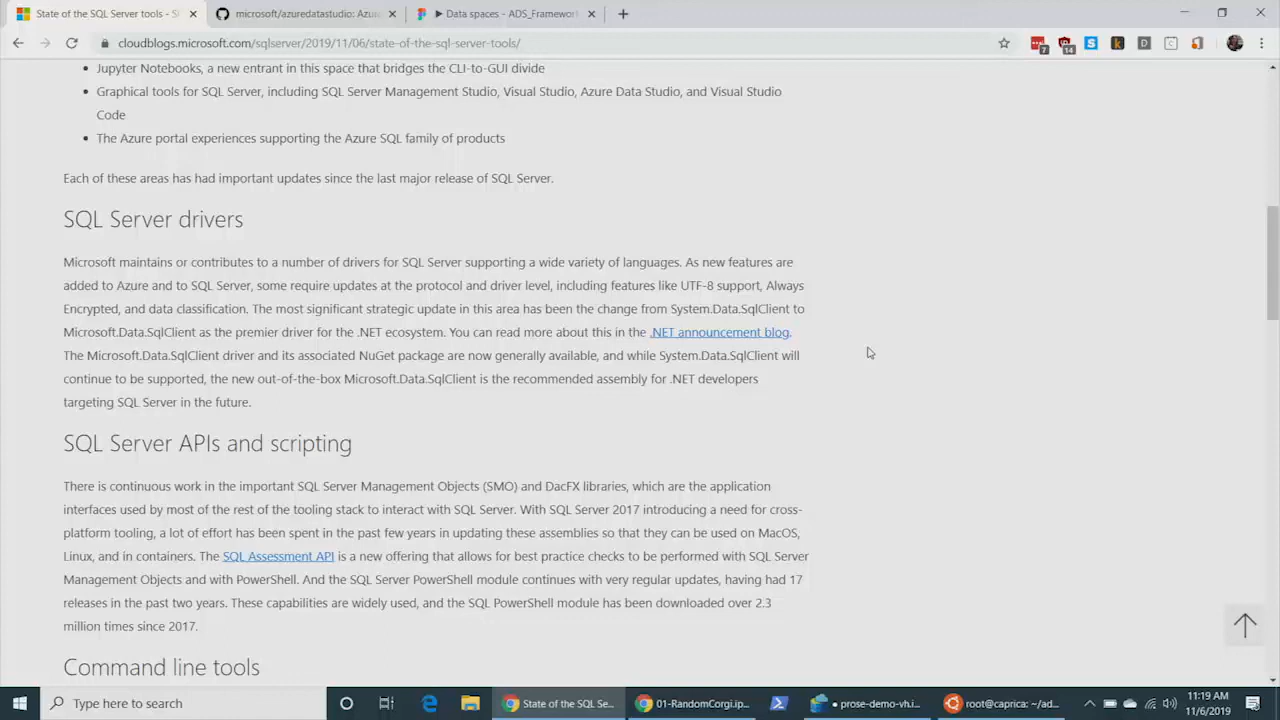 State of the SQL Server tools - S
microsoft/azuredatastudio: Azur
Data spaces - ADS_Framewor
cloudblogs.microsoft.com/sqlserver/2019/11/06/state-of-the-sql-server-tools/
7
14
Jupyter Notebooks, a new entrant in this space that bridges the CLI-to-GUI divide
Graphical tools for SQL Server, including SQL Server Management Studio, Visual Studio, Azure Data Studio, and Visual Studio
Code
The Azure portal experiences supporting the Azure SQL family of products
Each of these areas has had important updates since the last major release of SQL Server.
SQL Server drivers
Microsoft maintains or contributes to a number of drivers for SQL Server supporting a wide variety of languages. As new features are
added to Azure and to SQL Server, some require updates at the protocol and driver level, including features like UTF-8 support, Always
Encrypted, and data classification. The most significant strategic update in this area has been the change from System.Data.SqlClient to
Microsoft.Data.SqlClient as the premier driver for the .NET ecosystem. You can read more about this in the .NET announcement blog.
The Microsoft.Data.SqlClient driver and its associated NuGet package are now generally available, and while System.Data.SqlClient will
continue to be supported, the new out-of-the-box Microsoft.Data.SqlClient is the recommended assembly for .NET developers
targeting SQL Server in the future.
SQL Server APIs and scripting
There is continuous work in the important SQL Server Management Objects (SMO) and DacFX libraries, which are the application
interfaces used by most of the rest of the tooling stack to interact with SQL Server. With SQL Server 2017 introducing a need for cross-
platform tooling, a lot of effort has been spent in the past few years in updating these assemblies so that they can be used on MacOS,
Linux, and in containers. The SQL Assessment API is a new offering that allows for best practice checks to be performed with SQL Server
Management Objects and with PowerShell. And the SQL Server PowerShell module continues with very regular updates, having had 17
releases in the past two years. These capabilities are widely used, and the SQL PowerShell module has been downloaded over 2.3
million times since 2017.
Command line tools
Type here to search
State of the SQL Se...
01-RandomCorgi.ip...
• prose-demo-vh.i...
root@caprica: ~/ad...
11:19 AM
11/6/2019